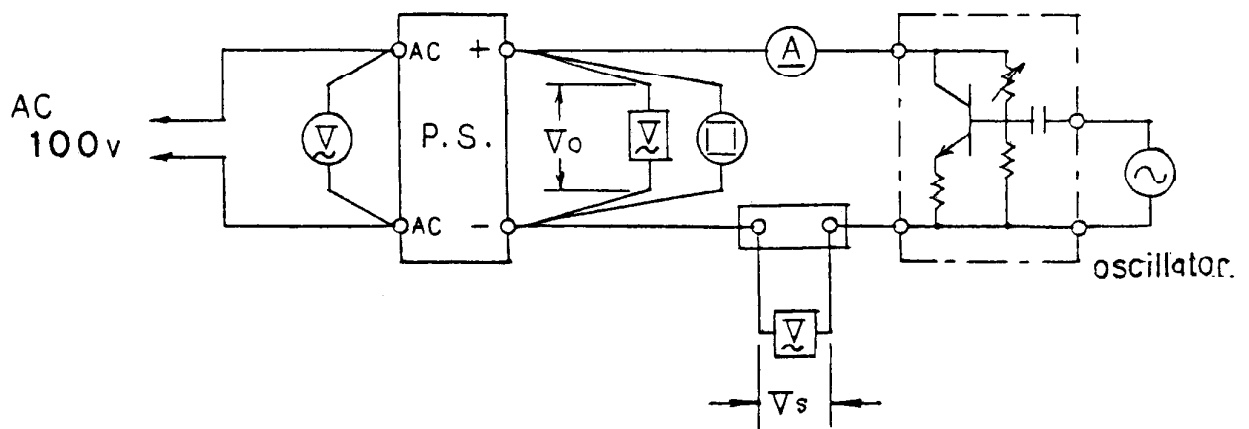 AC
100v
V
AC
+
P.S.
AC
-
Vo
V
A
V
Vs
oscillator.